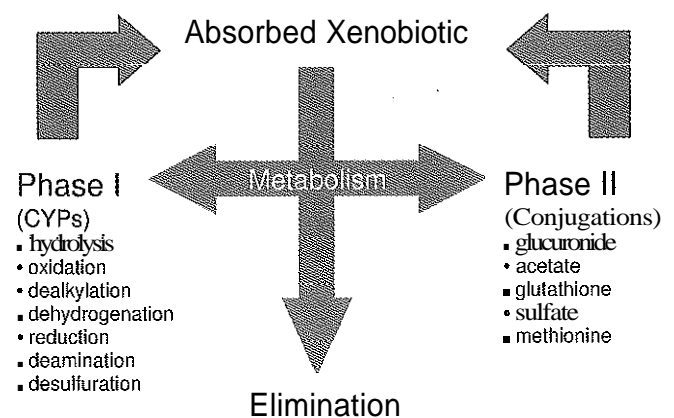 Absorbed Xenobiotic
Metabolism
Phase I
(CYPs)
▪ hydrolysis
• oxidation
• dealkylation
▪ dehydrogenation
• reduction
▪ deamination
▪ desulfuration
Phase II
(Conjugations)
▪ glucuronide
• acetate
▪ glutathione
• sulfate
▪ methionine
Elimination